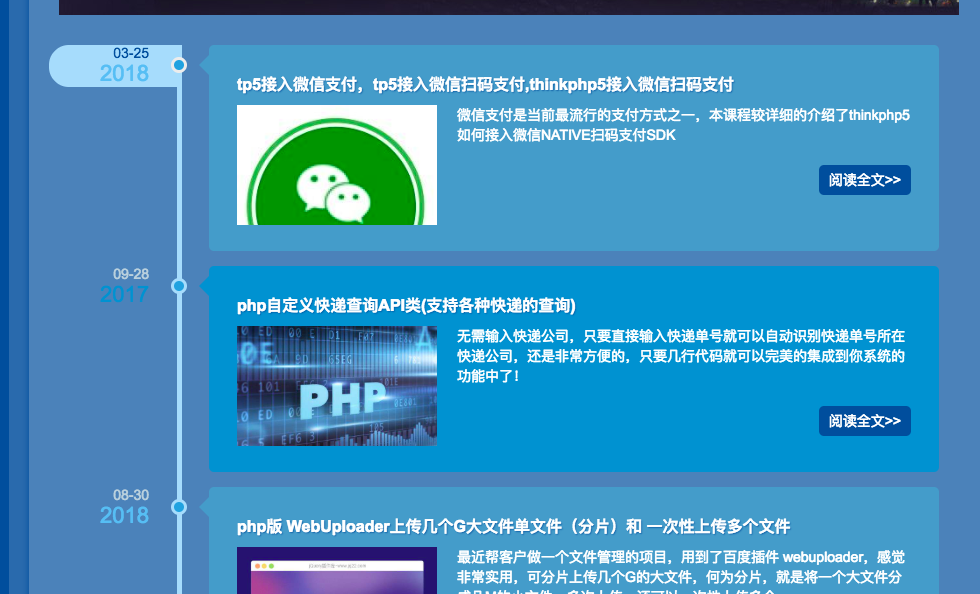 03-25
2018
tp5接入微信支付，tp5接入微信扫码支付,thinkphp5接入微信扫码支付
微信支付是当前最流行的支付方式之一，本课程较详细的介绍了thinkphp5
如何接入微信NATIVE扫码支付SDK
阅读全文>>
09-28
2017
php自定义快递查询API类(支持各种快递的查询)
PHP
无需输入快递公司，只要直接输入快递单号就可以自动识别快递单号所在
快递公司，还是非常方便的，只要几行代码就可以完美的集成到你系统的
功能中了！
阅读全文>>
08-30
2018
php版 WebUploader上传几个G大文件单文件（分片）和 一次性上传多个文件
最近帮客户做一个文件管理的项目，用到了百度插件 webuploader，感觉
非常实用，可分片上传几个G的大文件，何为分片，就是将一个大文件分